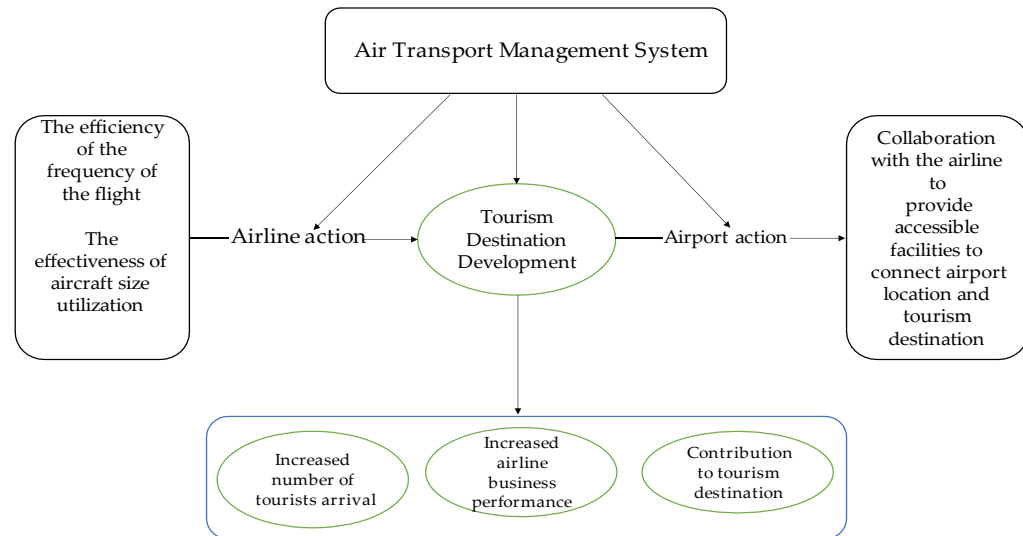 Air Transport Management System
The efficiency
of the
frequency of
the flight
The
effectiveness of
aircraft size
utilization
Airline action
Tourism
Destination
Development
Airport action
Collaboration
with the airline
to
provide
accessible
facilities to
connect airport
location and
tourism
destination
Increased
number of
tourists arrival
Increased
airline
business
performance
Contribution
to tourism
destination